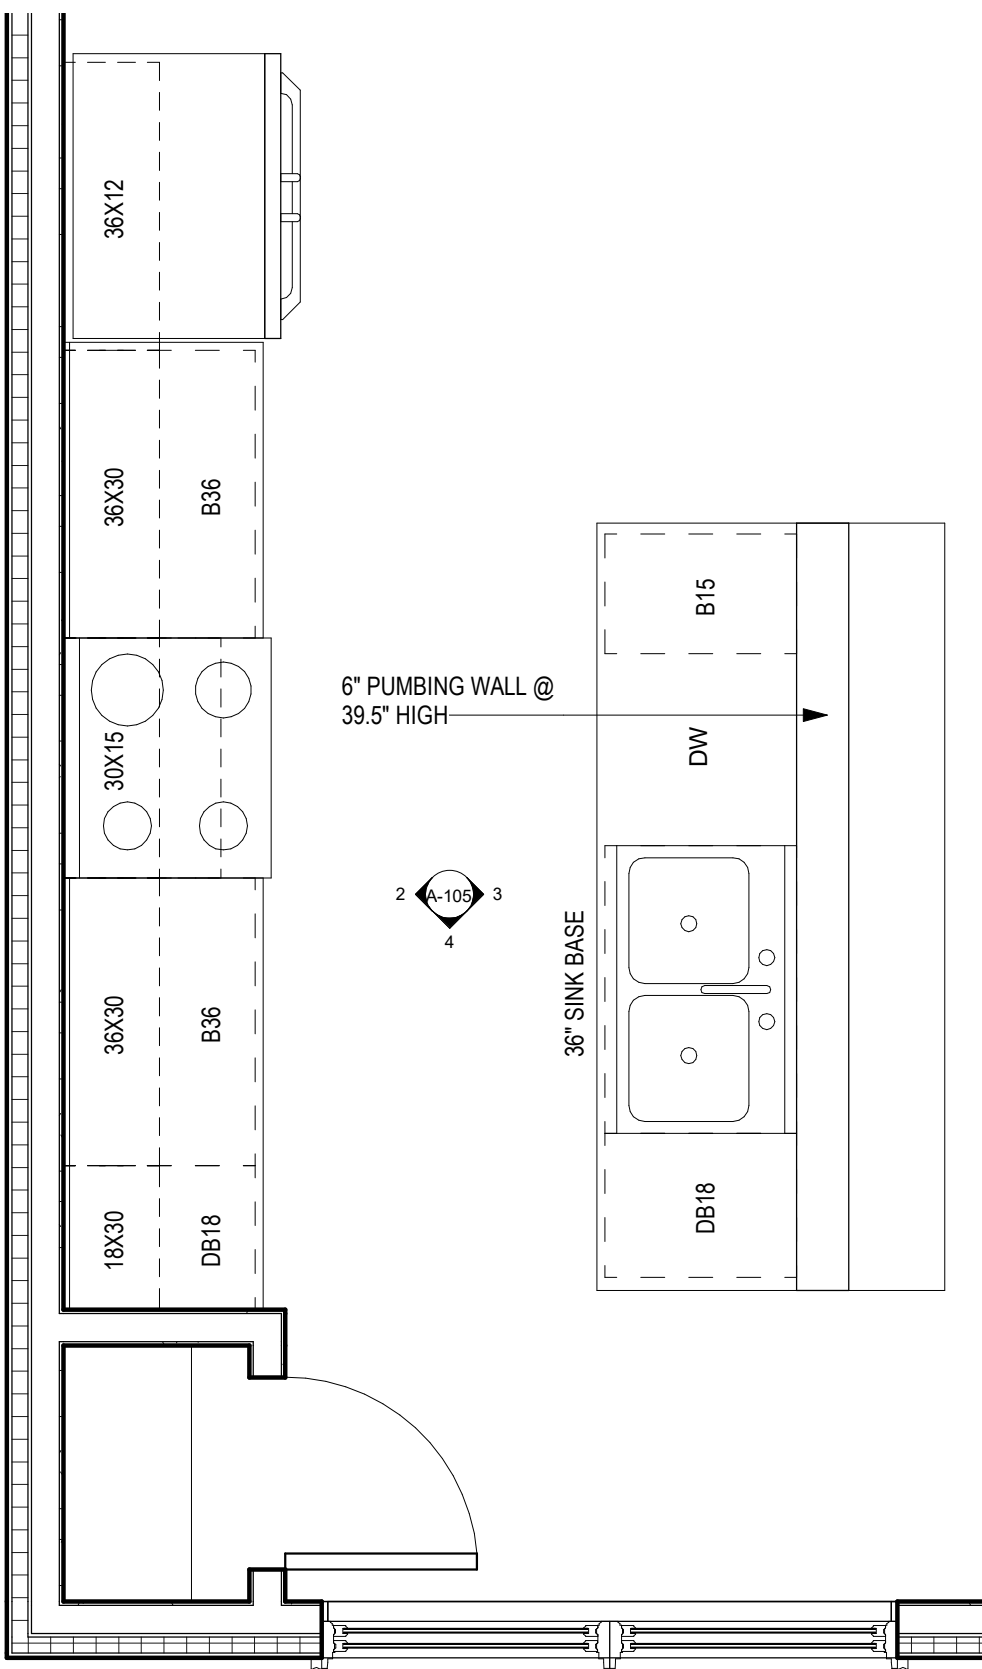 36X12
36X30
B36
B15
6" PUMBING WALL @
39.5" HIGH
DW
30X15
2
A-105
3
4
36" SINK BASE
36X30
B36
18X30
DB18
DB18